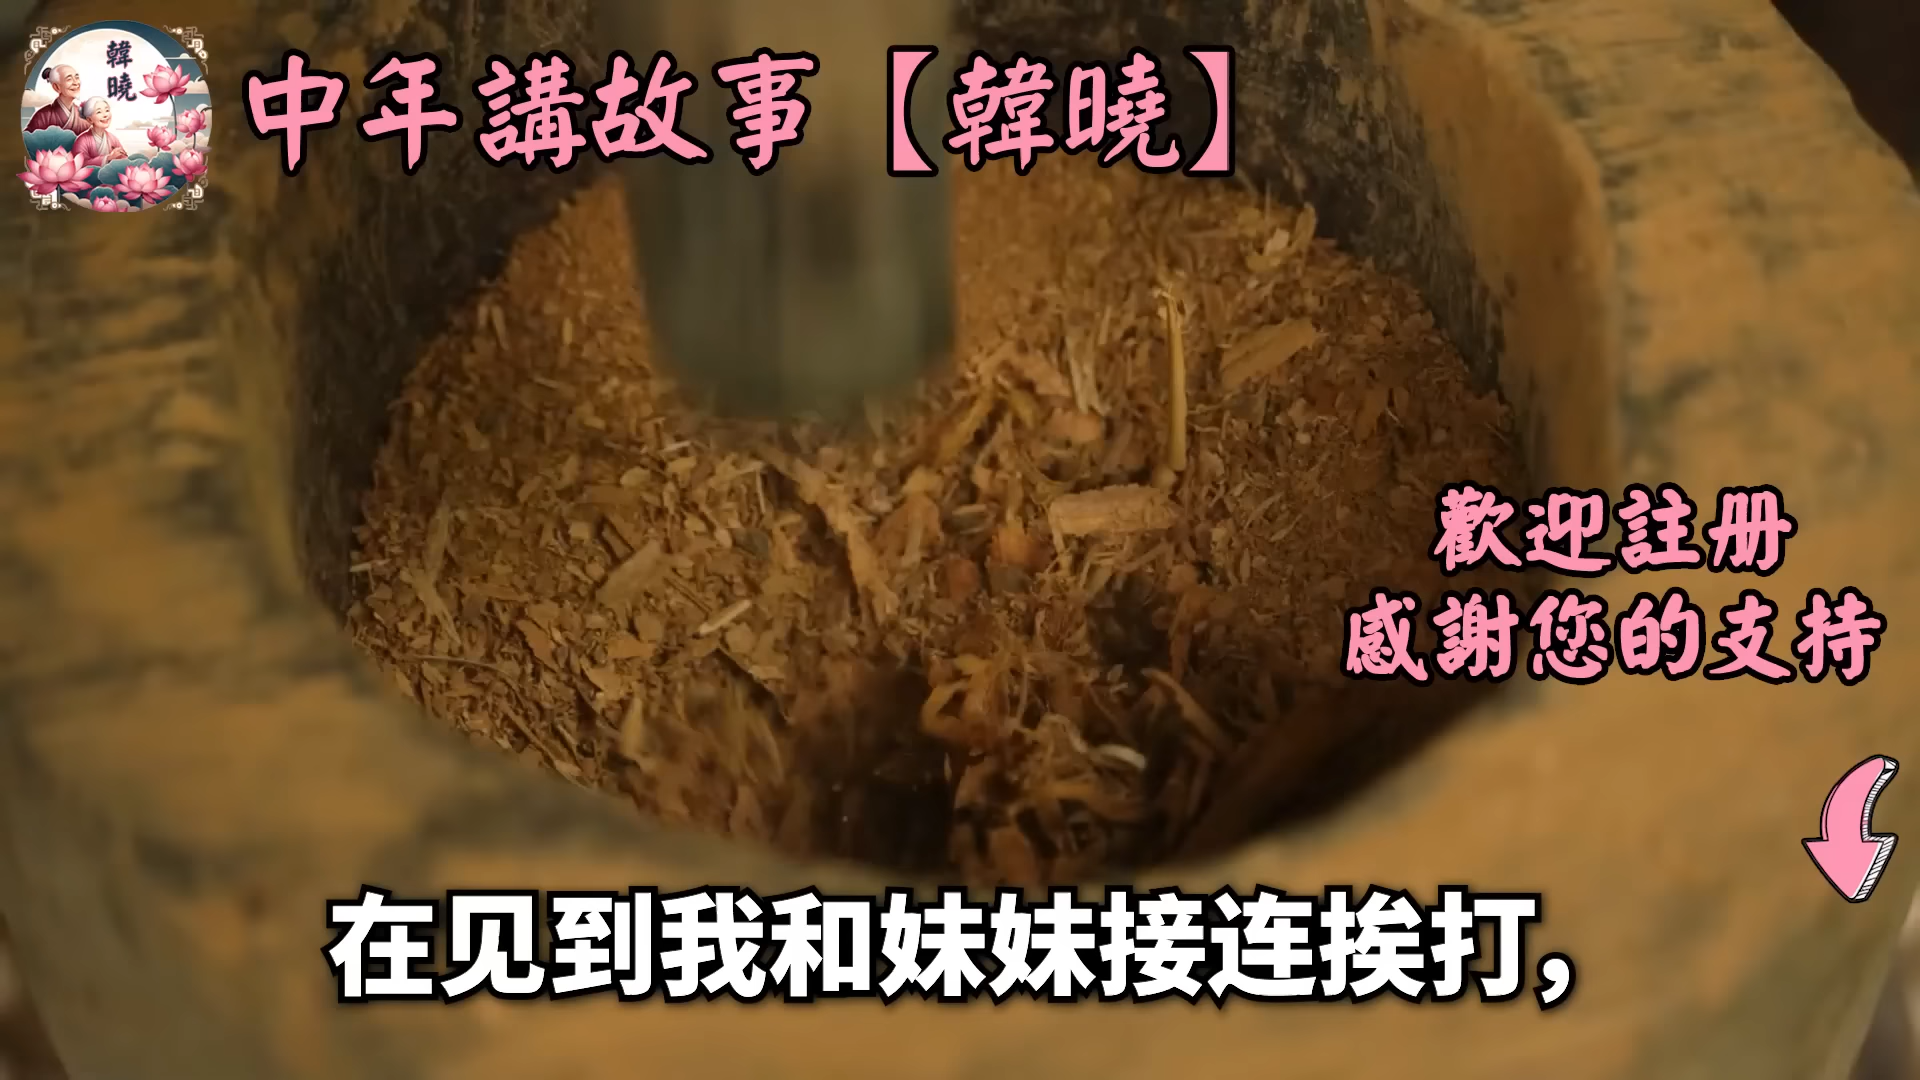 韓曉
中年講故事【韓曉】
歡迎註册
感謝您的支持
在见到我和妹妹接连挨打，